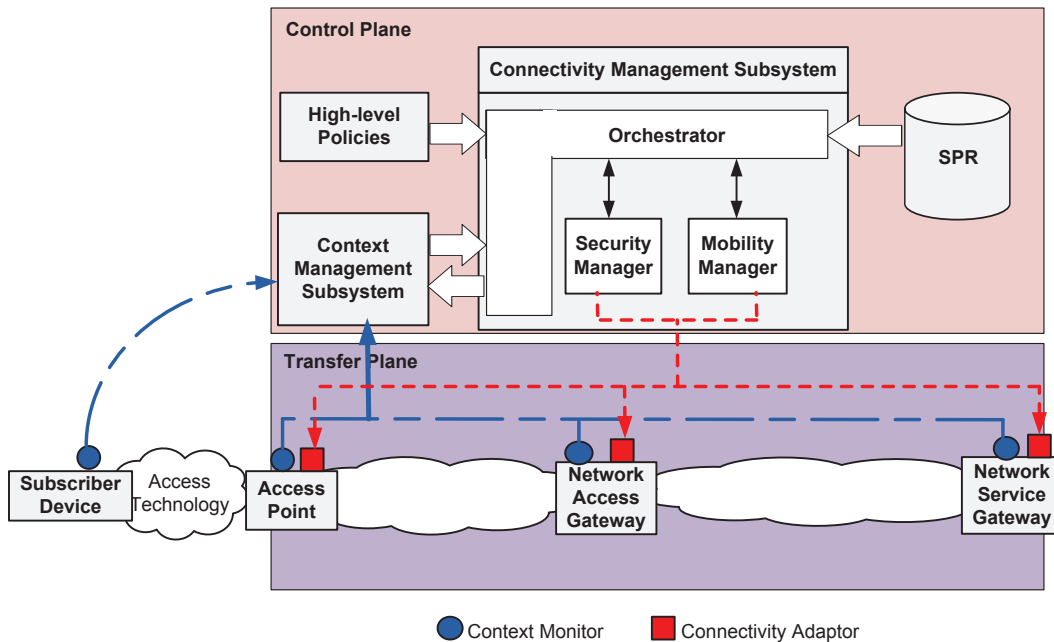 Control Plane
Connectivity Management Subsystem
High-level
Policies
Orchestrator
SPR
Context
Management
Subsystem
Security
Manager
Mobility
Manager
Transfer Plane
Subscriber
Device
Access
Technology
Access
Point
Network
Access
Gateway
Network
Service
Gateway
Context Monitor
Connectivity Adaptor